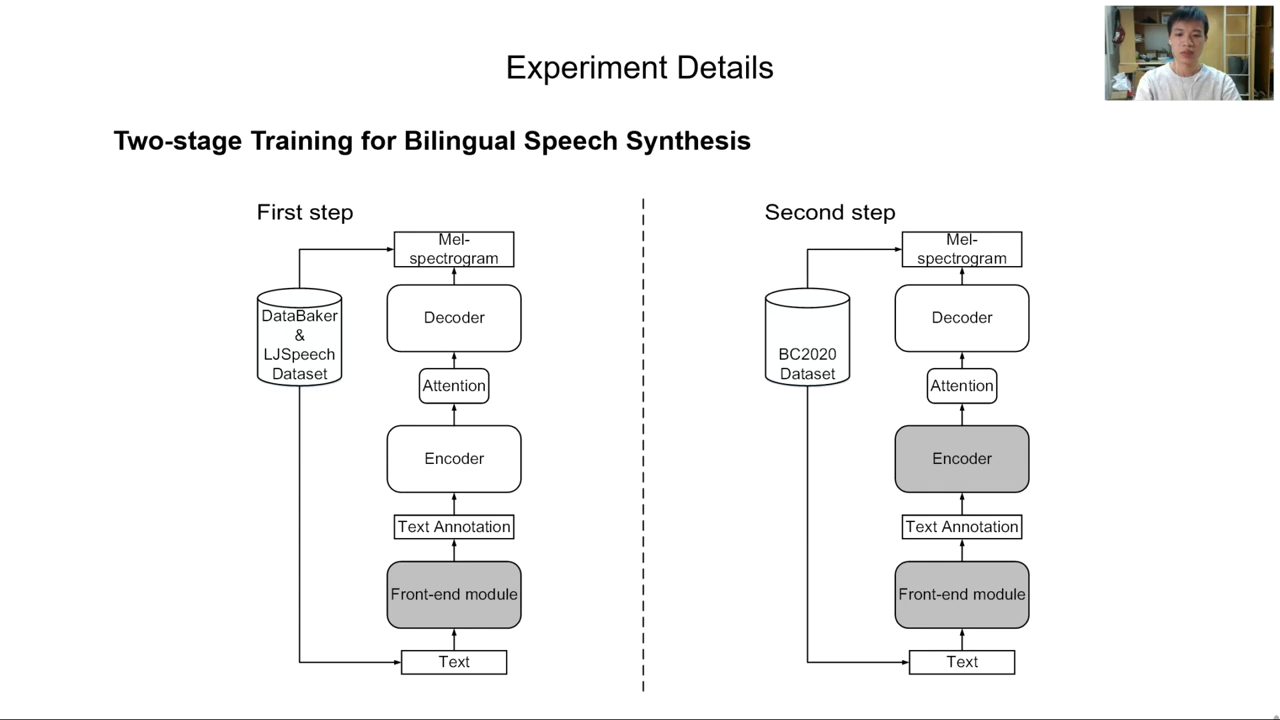 Experiment Details
Two-stage Training for Bilingual Speech Synthesis
First step
Mel-
spectrogram
DataBaker
&
LJSpeech
Dataset
Decoder
Attention
Encoder
Text Annotation
Front-end module
Text
Second step
Mel-
spectrogram
BC2020
Dataset
Decoder
Attention
Encoder
Text Annotation
Front-end module
Text